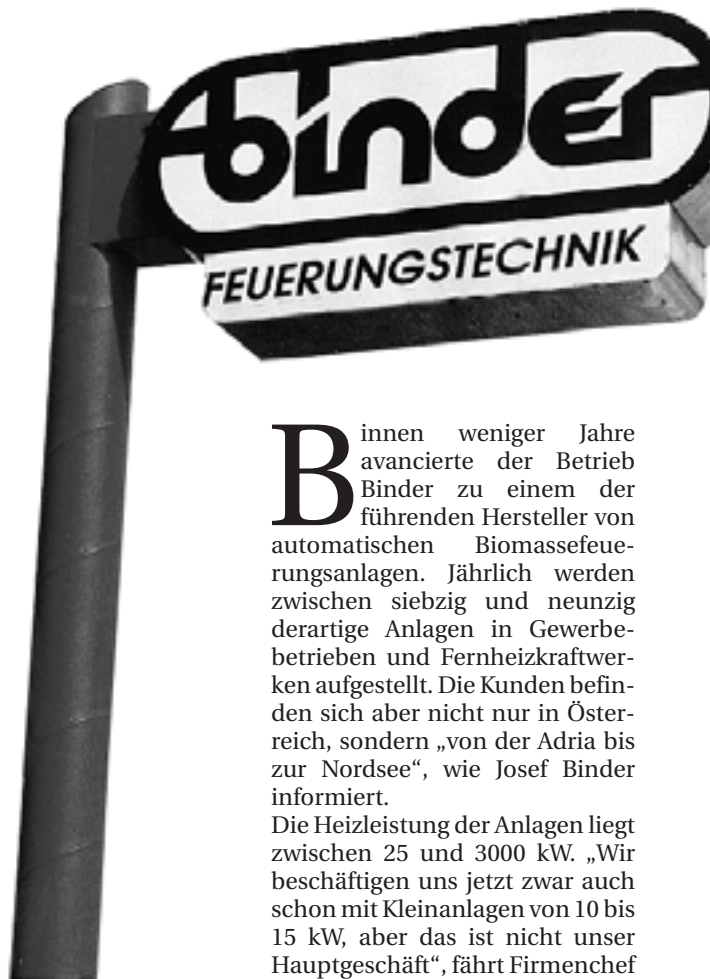 binder
FEUERUNGSTECHNIK
Binnen weniger Jahre
avancierte der Betrieb
Binder zu einem der
führenden Hersteller von
automatischen Biomassefeue-
rungsanlagen. Jährlich werden
zwischen siebzig und neunzig
derartige Anlagen in Gewerbe-
betrieben und Fernheizkraftwer-
ken aufgestellt. Die Kunden befin-
den sich aber nicht nur in Öster-
reich, sondern „von der Adria bis
zur Nordsee“, wie Josef Binder
informiert.
Die Heizleistung der Anlagen liegt
zwischen 25 und 3000 kW. „Wir
beschäftigen uns jetzt zwar auch
schon mit Kleinanlagen von 10 bis
15 kW, aber das ist nicht unser
Hauptgeschäft“, fährt Firmenchef